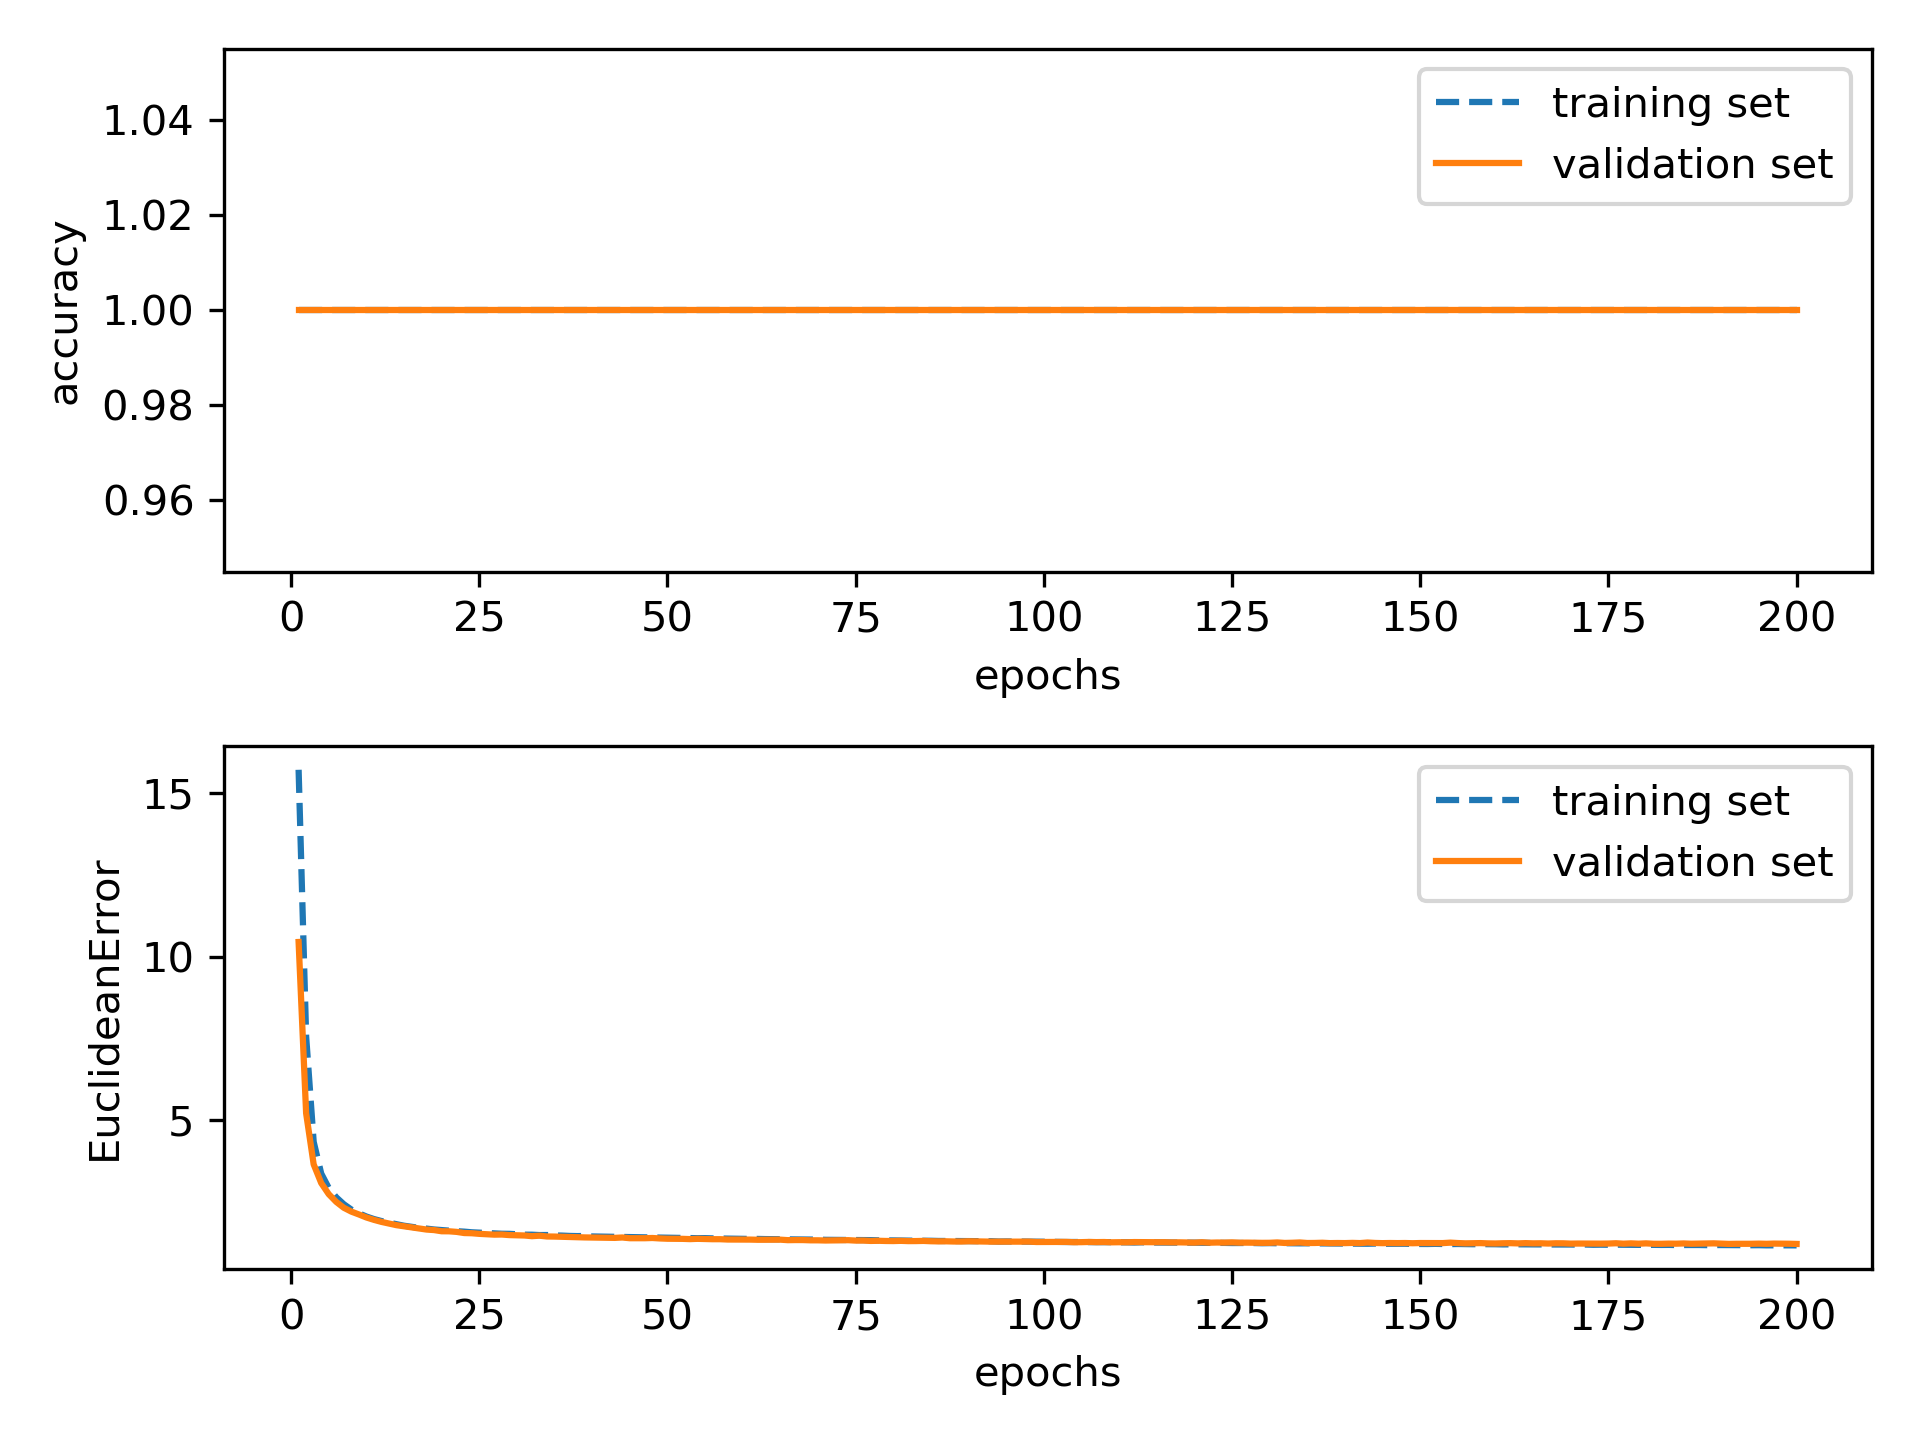 training set
validation set
accuracy
1.04
1.02
1.00
0.98
0.96
0 25 50 75 100 125 150 175 200
epochs
training set
validation set
EuclideanError
15
10
5
0 25 50 75 100 125 150 175 200
epochs